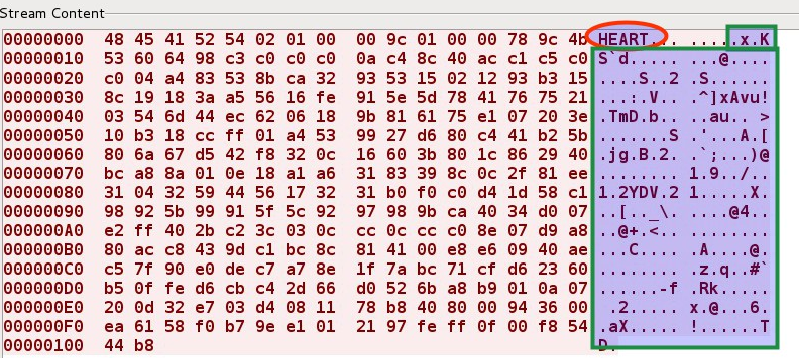 Stream Content
00000000 48 45 41 52 54 02 01 00 00 9c 01 00 00 78 9c 4b HEART... .....x.K
00000010 53 60 64 98 c3 c0 c0 c0 0a c4 8c 40 ac c1 c5 c0 S`d..... ...@....
00000020 c0 04 a4 83 53 8b ca 32 93 53 15 02 12 93 b3 15 ....S..2 .S......
00000030 8c 19 18 3a a5 56 16 fe 91 5e 5d 78 41 76 75 21 ...:.V.. .^]xAvu!
00000040 03 54 6d 44 ec 62 06 18 9b 81 61 75 e1 07 20 3e .TmD.b.. ..au.. >
00000050 10 b3 18 cc ff 01 a4 53 99 27 d6 80 c4 41 b2 5b .......S .'...A.[
00000060 80 6a 67 d5 42 f8 32 0c 16 60 3b 80 1c 86 29 40 .jg.B.2. .`;...)@
00000070 bc a8 8a 01 0e 18 a1 a6 31 83 39 8c 0c 2f 81 ee ........ 1.9../..
00000080 31 04 32 59 44 56 17 32 31 b0 f0 c0 d4 1d 58 c1 1.2YDV.2 1.....X.
00000090 98 92 5b 99 91 5f 5c 92 97 98 9b ca 40 34 d0 07 ..[.._\. ....@4..
000000A0 e2 ff 40 2b c2 3c 03 0c cc 0c cc c0 8e 07 d9 a8 ..@+.<.. ........
000000B0 80 ac c8 43 9d c1 bc 8c 81 41 00 e8 e6 09 40 ae ...C.... .A....@.
000000C0 c5 7f 90 e0 de c7 a7 8e 1f 7a bc 71 cf d6 23 60 ........ .z.q..#`
000000D0 b5 0f fe d6 cb c4 2d 66 d0 52 6b a8 b9 01 0a 07 ......-f .Rk.....
000000E0 20 0d 32 e7 03 d4 08 11 78 b8 40 80 00 94 36 00 .2..... x.@...6.
000000F0 ea 61 58 f0 b7 9e e1 01 21 97 fe ff 0f 00 f8 54 .aX..... !......T
00000100 44 b8 D.